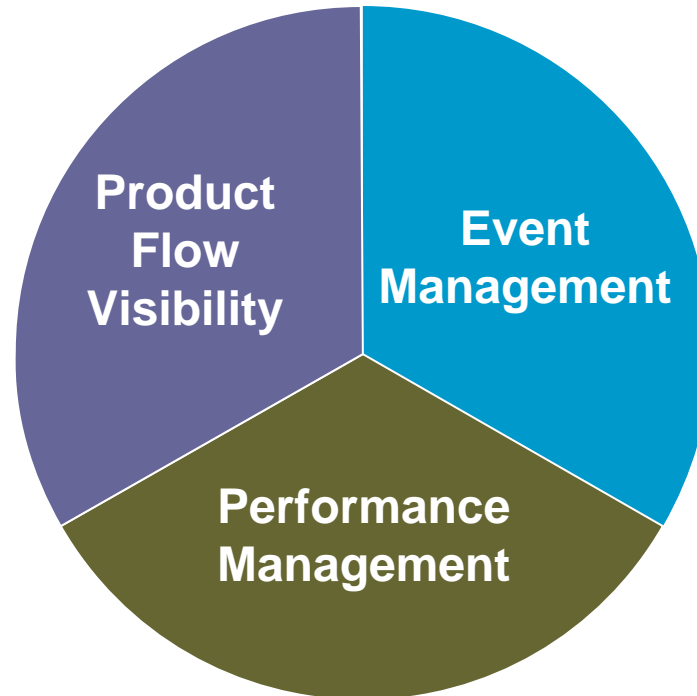 Product
Flow
Visibility
Event
Management
Performance
Management